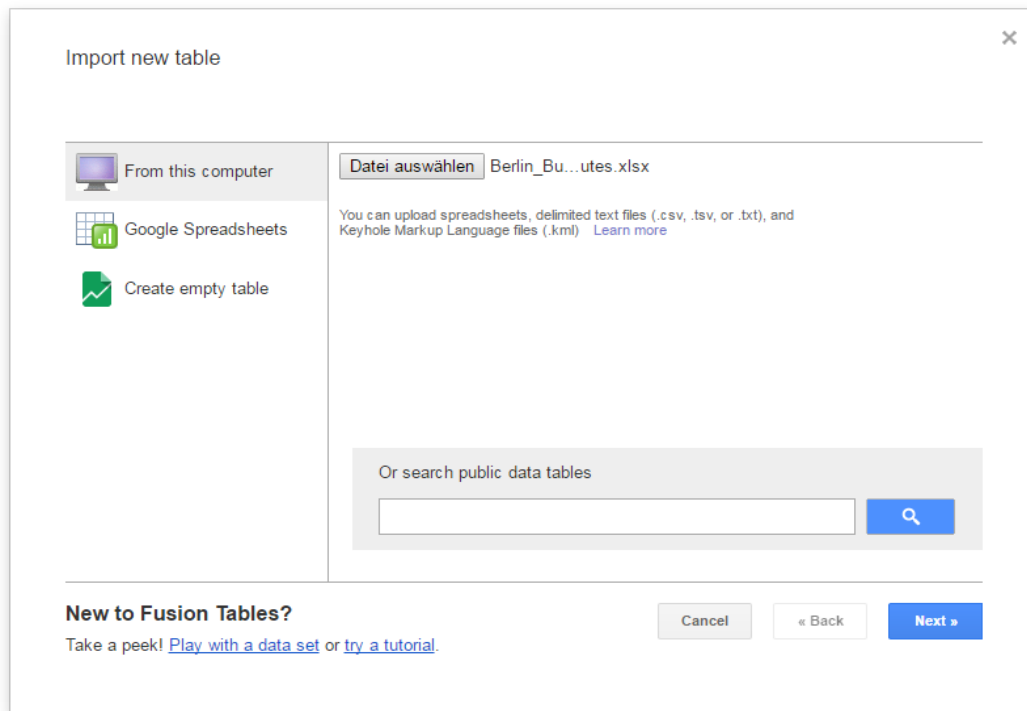 Import new table
From this computer
Google Spreadsheets
Create empty table
Datei auswählen Berlin_Bu...utes.xlsx
You can upload spreadsheets, delimited text files (.csv, .tsv, or .txt), and
Keyhole Markup Language files (.kml) Learn more
Or search public data tables
New to Fusion Tables?
Take a peek! Play with a data set or try a tutorial.
Cancel
« Back
Next »